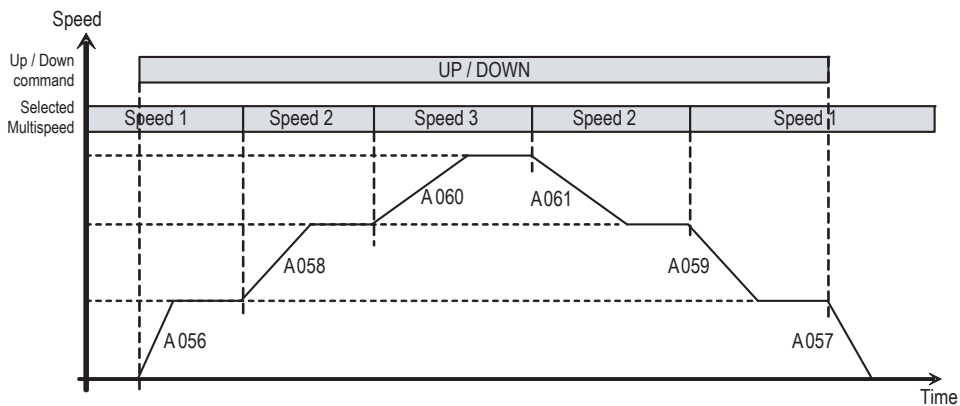 Speed
Up / Down
command
UP / DOWN
Selected
Multispeed
Speed 1
Speed 2
Speed 3
Speed 2
Speed 1
A060
A061
A058
A059
A056
A057
Time